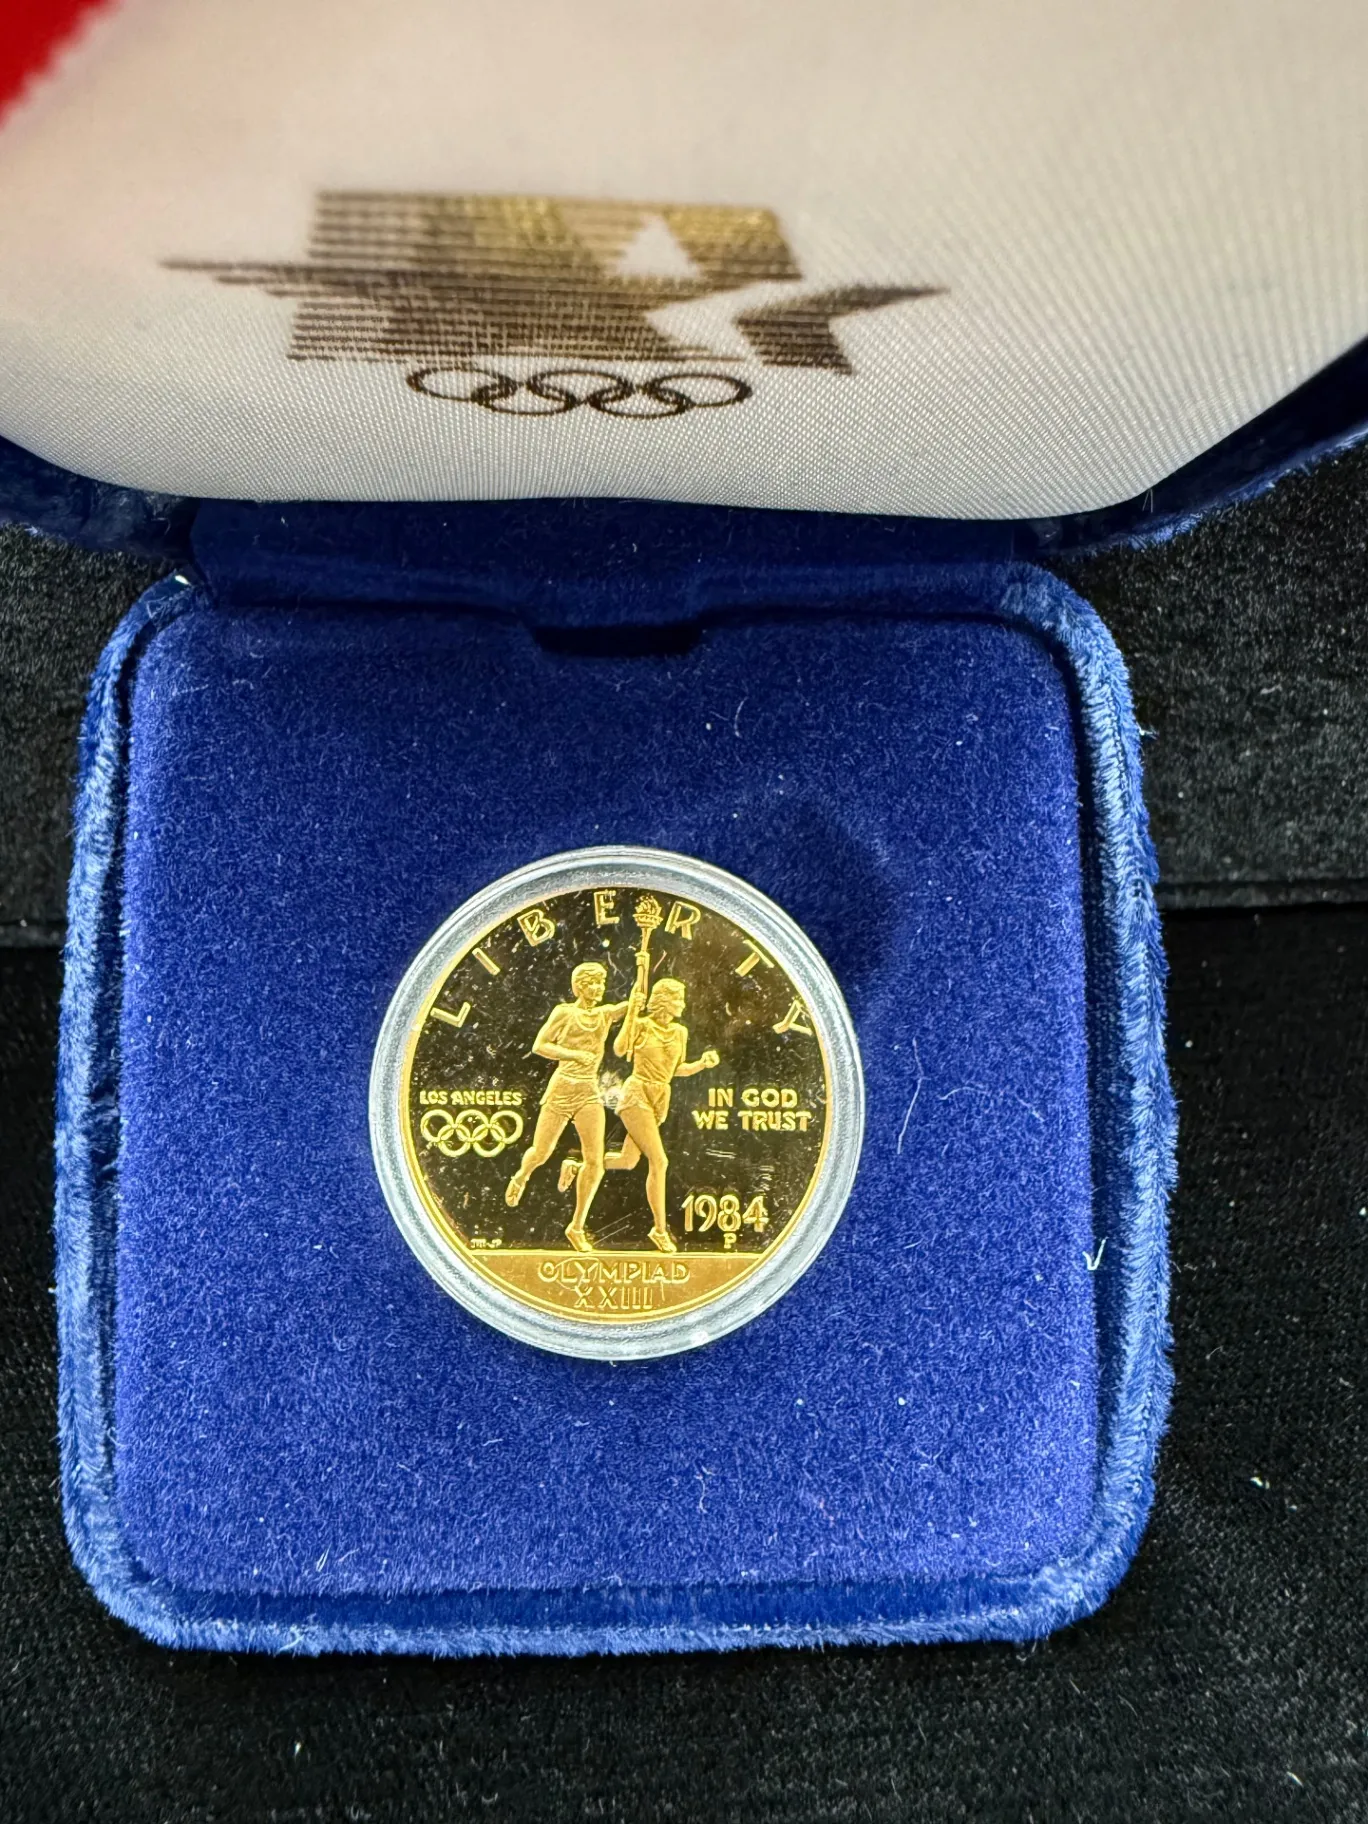 LIBERTY
LOS ANGELES
IN GOD
WE TRUST
1984
P
OLYMPIAD
XXIII